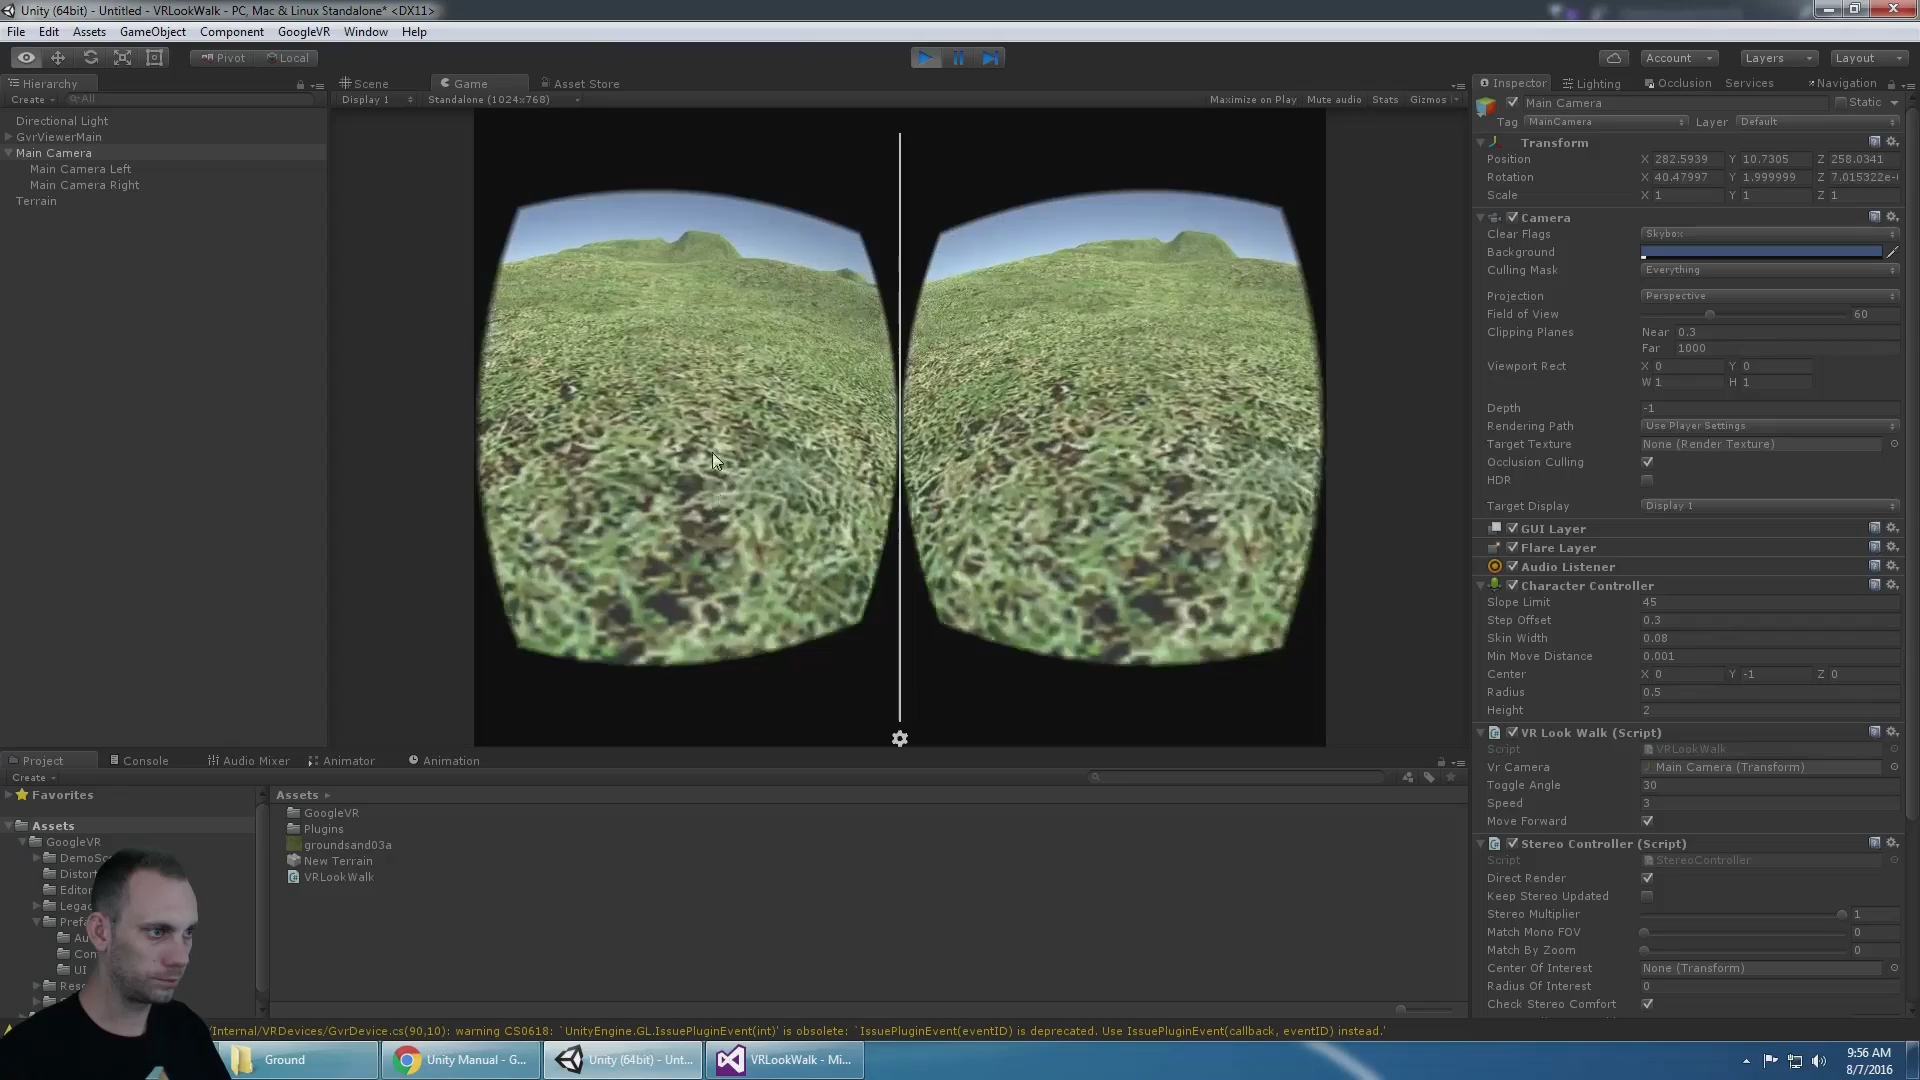 Unity (64bit) - Untitled - VRLookWalk - PC, Mac & Linux Standalone* <DX11>
File Edit Assets GameObject Component GoogleVR Window Help
Pivot Local
Account Layers Layout
Hierarchy
Create All
Directional Light
GvrViewerMain
Main Camera
Main Camera Left
Main Camera Right
Terrain
Scene Game Asset Store
Display 1 Standalone (1024x768) Maximize on Play Mute audio Stats Gizmos
Inspector Lighting Occlusion Services Navigation
Main Camera Static
Tag MainCamera Layer Default
Transform
Position X 282.5939 Y 10.7305 Z 258.0341
Rotation X 40.47997 Y 1.999999 Z 7.015322e-
Scale X 1 Y 1 Z 1
Camera
Clear Flags Skybox
Background
Culling Mask Everything
Projection Perspective
Field of View 60
Clipping Planes Near 0.3
Far 1000
Viewport Rect X 0 Y 0
W 1 H 1
Depth -1
Rendering Path Use Player Settings
Target Texture None (Render Texture)
Occlusion Culling
HDR
Target Display Display 1
GUI Layer
Flare Layer
Audio Listener
Character Controller
Slope Limit 45
Step Offset 0.3
Skin Width 0.08
Min Move Distance 0.001
Center X 0 Y -1 Z 0
Radius 0.5
Height 2
VR Look Walk (Script)
Script VRLookWalk
Vr Camera Main Camera (Transform)
Toggle Angle 30
Speed 3
Move Forward
Stereo Controller (Script)
Script StereoController
Direct Render
Keep Stereo Updated
Stereo Multiplier 1
Match Mono FOV 0
Match By Zoom 0
Center Of Interest None (Transform)
Radius Of Interest 0
Check Stereo Comfort
Project Console Audio Mixer Animator Animation
Create
Favorites
Assets
GoogleVR
DemoSc
Distort
Editor
Legac
Prefa
Au
Con
UI
Reso
Assets
GoogleVR
Plugins
groundsand03a
New Terrain
VRLookWalk
/Internal/VRDevices/GvrDevice.cs(90,10): warning CS0618: `UnityEngine.GL.IssuePluginEvent(int)' is obsolete: `IssuePluginEvent(eventID) is deprecated. Use IssuePluginEvent(callback, eventID) instead.'
Ground Unity Manual - G... Unity (64bit) - Unt... VRLookWalk - Mi...
9:56 AM
8/7/2016